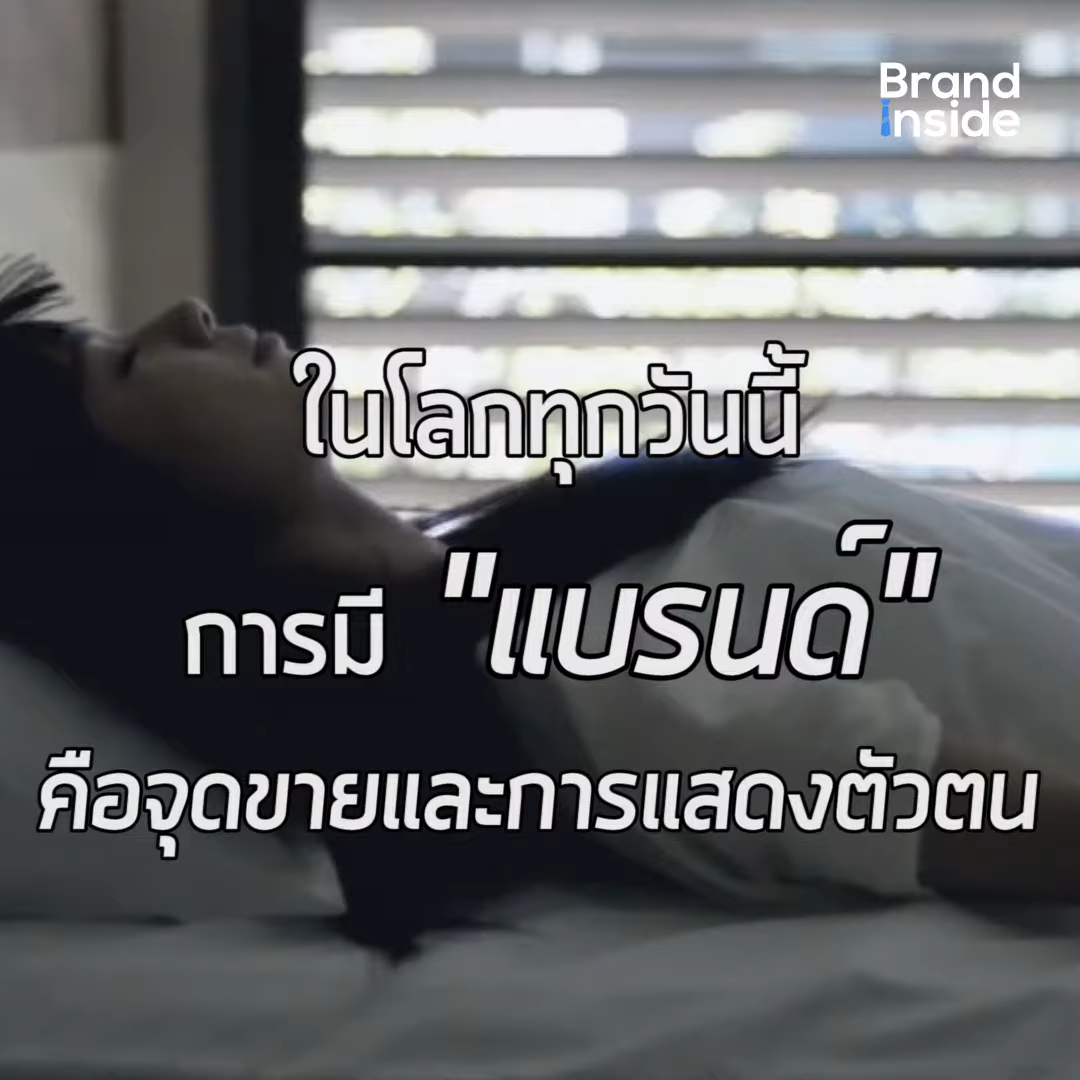 Brand
inside
ในโลกทุกวันนี้
การมี "แบรนด์"
คือจุดขายและการแสดงตัวตน